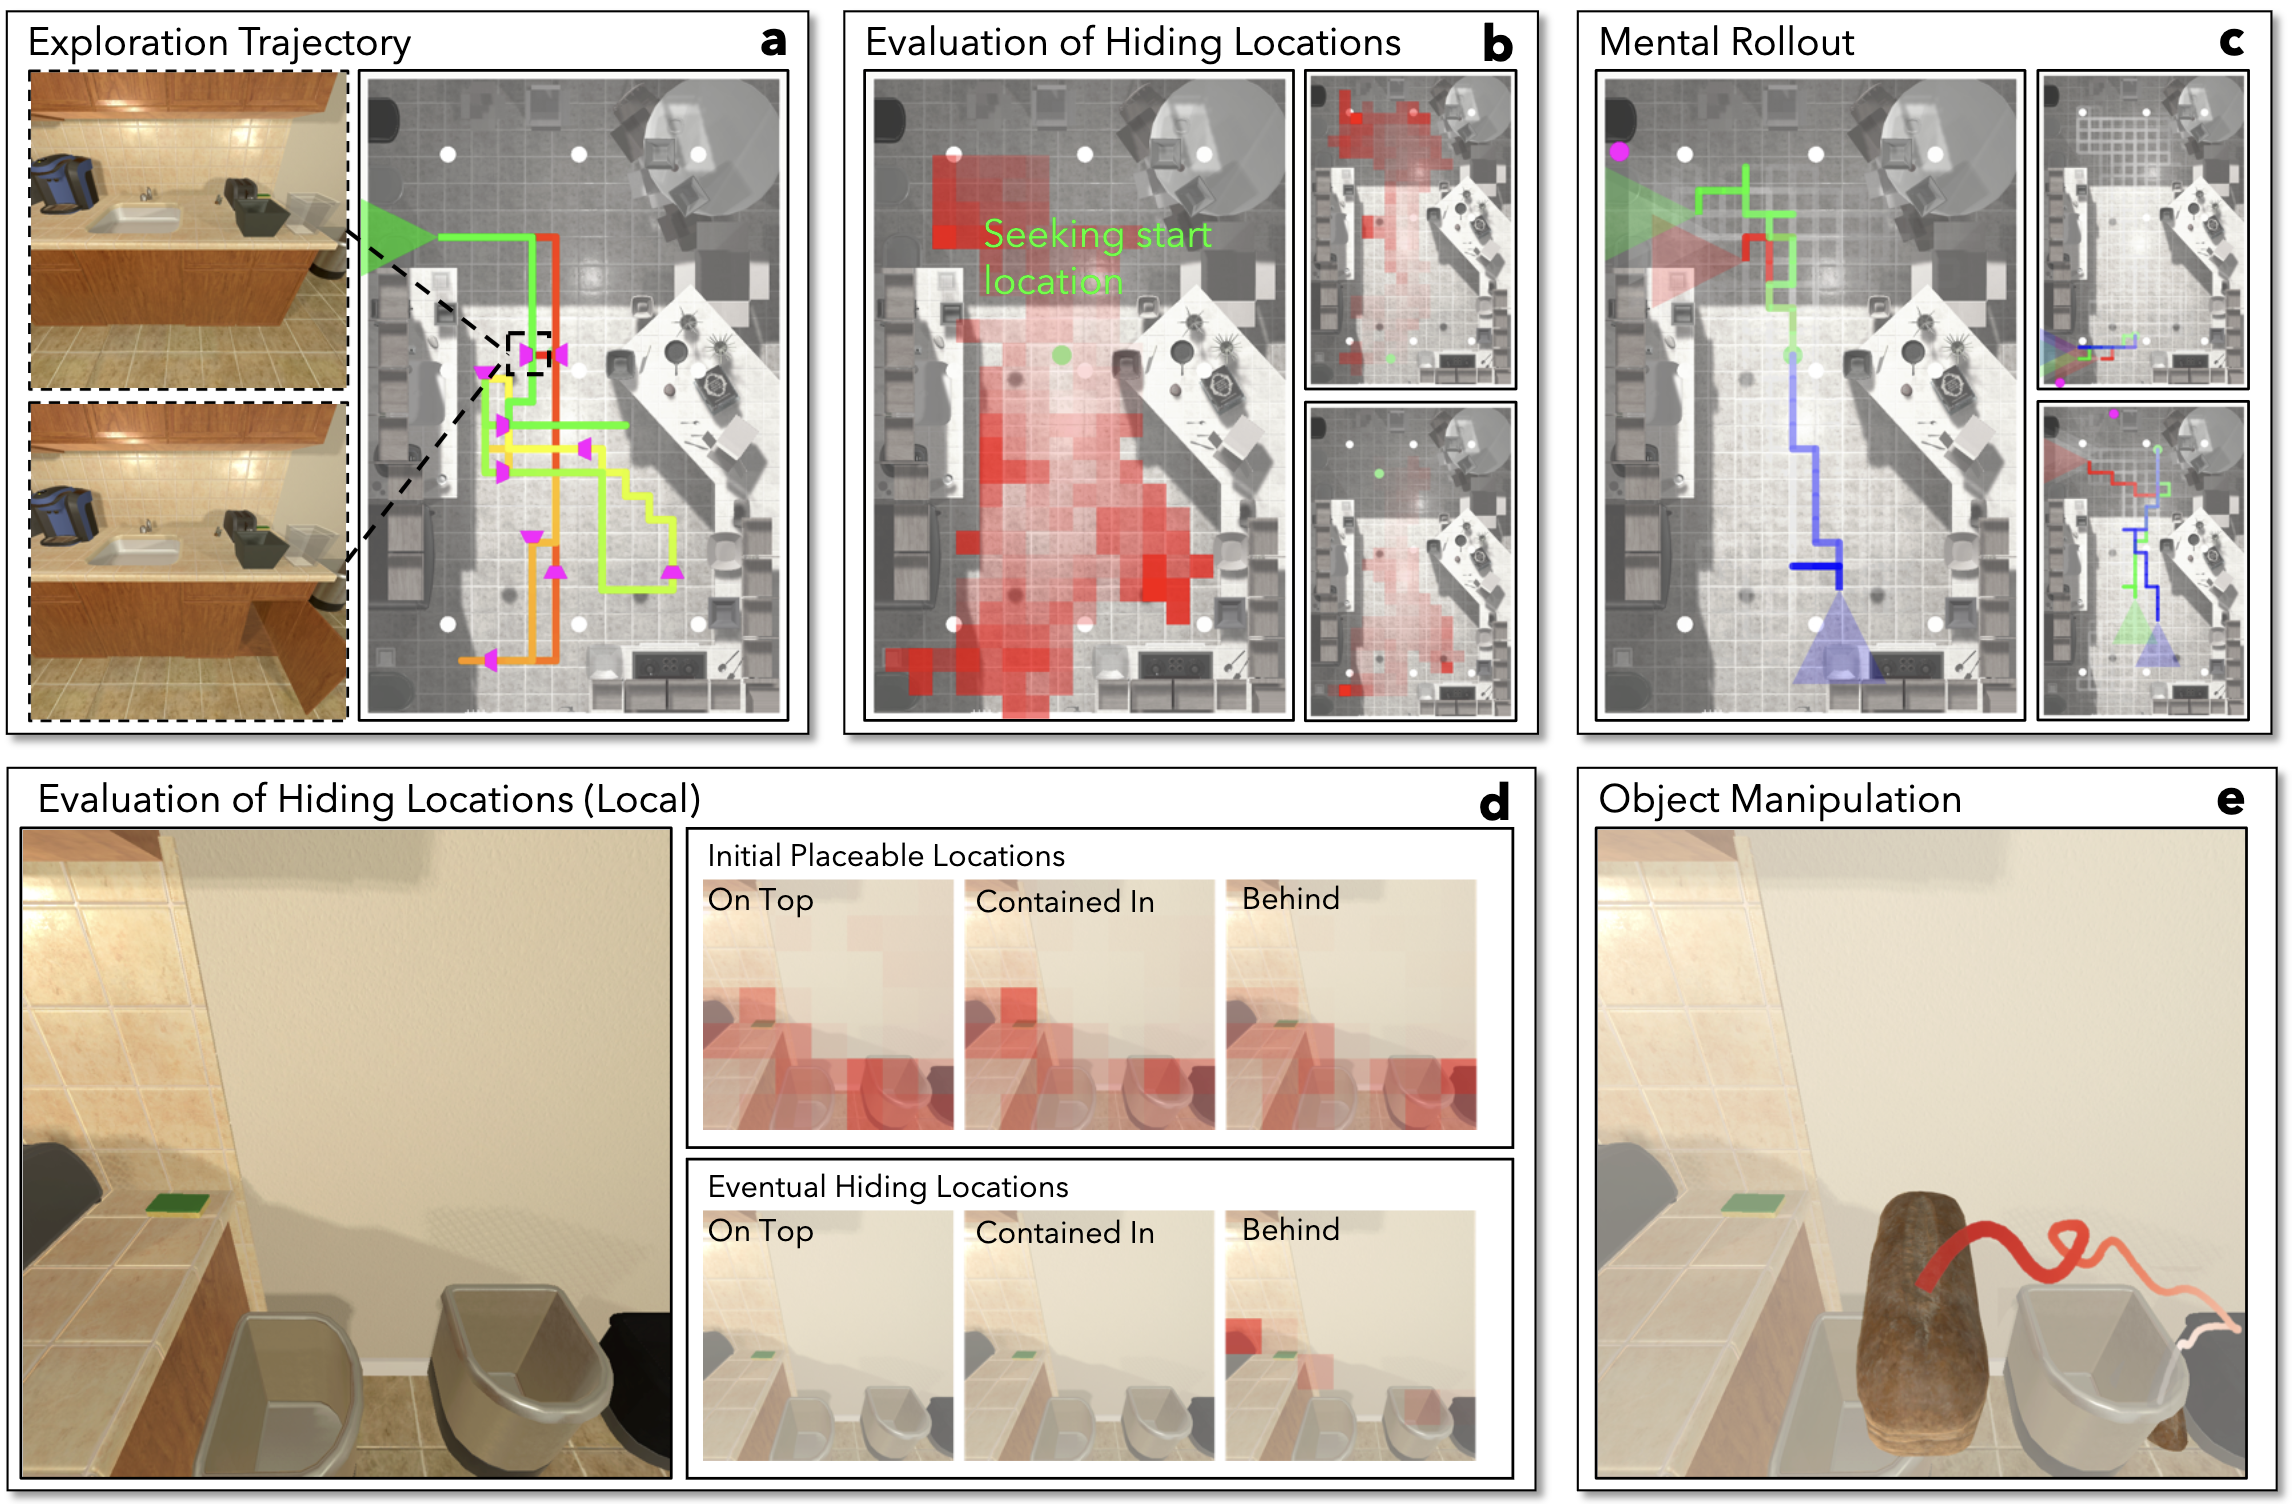 Exploration Trajectory
a
Evaluation of Hiding Locations
b
Seeking start
location
Mental Rollout
c
Evaluation of Hiding Locations (Local)
d
Initial Placeable Locations
On Top
Contained In
Behind
Eventual Hiding Locations
On Top
Contained In
Behind
Object Manipulation
e